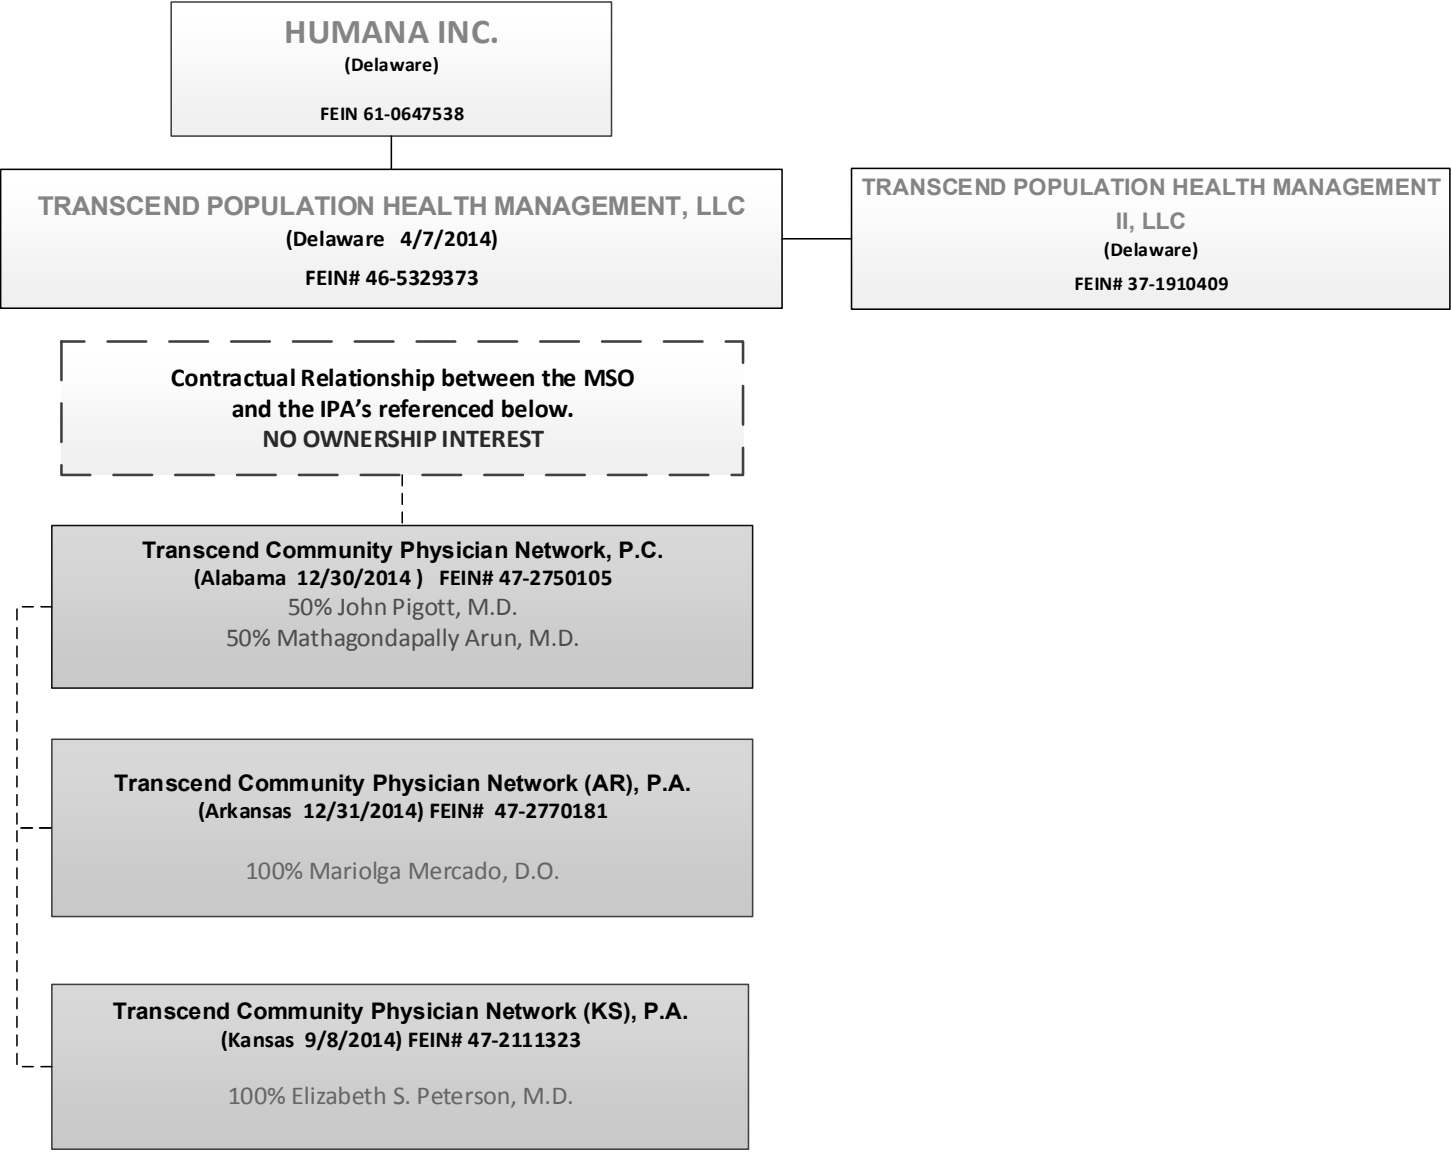 HUMANA INC.
(Delaware)
FEIN 61-0647538
TRANSCEND POPULATION HEALTH MANAGEMENT, LLC
(Delaware 4/7/2014)
FEIN# 46-5329373
TRANSCEND POPULATION HEALTH MANAGEMENT
II, LLC
(Delaware)
FEIN# 37-1910409
Contractual Relationship between the MSO
and the IPA’s referenced below.
NO OWNERSHIP INTEREST
Transcend Community Physician Network, P.C.
(Alabama 12/30/2014 ) FEIN# 47-2750105
50% John Pigott, M.D.
50% Mathagondapally Arun, M.D.
Transcend Community Physician Network (AR), P.A.
(Arkansas 12/31/2014) FEIN# 47-2770181
100% Mariolga Mercado, D.O.
Transcend Community Physician Network (KS), P.A.
(Kansas 9/8/2014) FEIN# 47-2111323
100% Elizabeth S. Peterson, M.D.